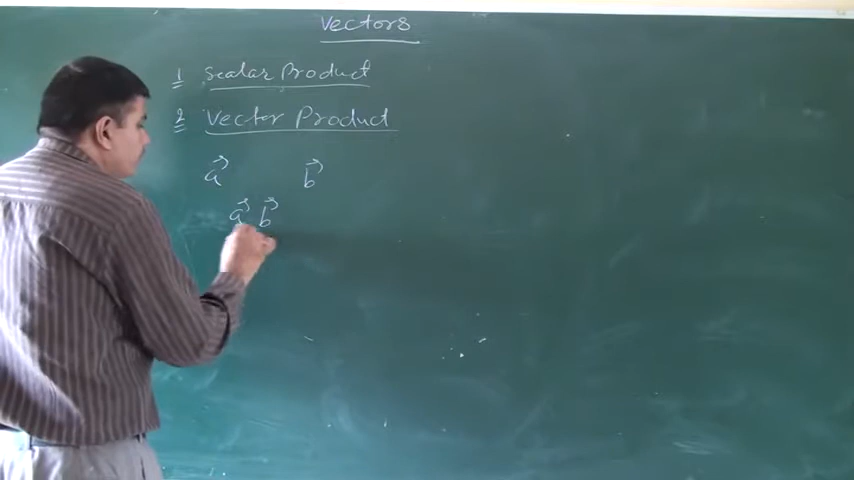 Vectors
1 Scalar Product
2 Vector Product
a⃗ b⃗
a⃗ b⃗